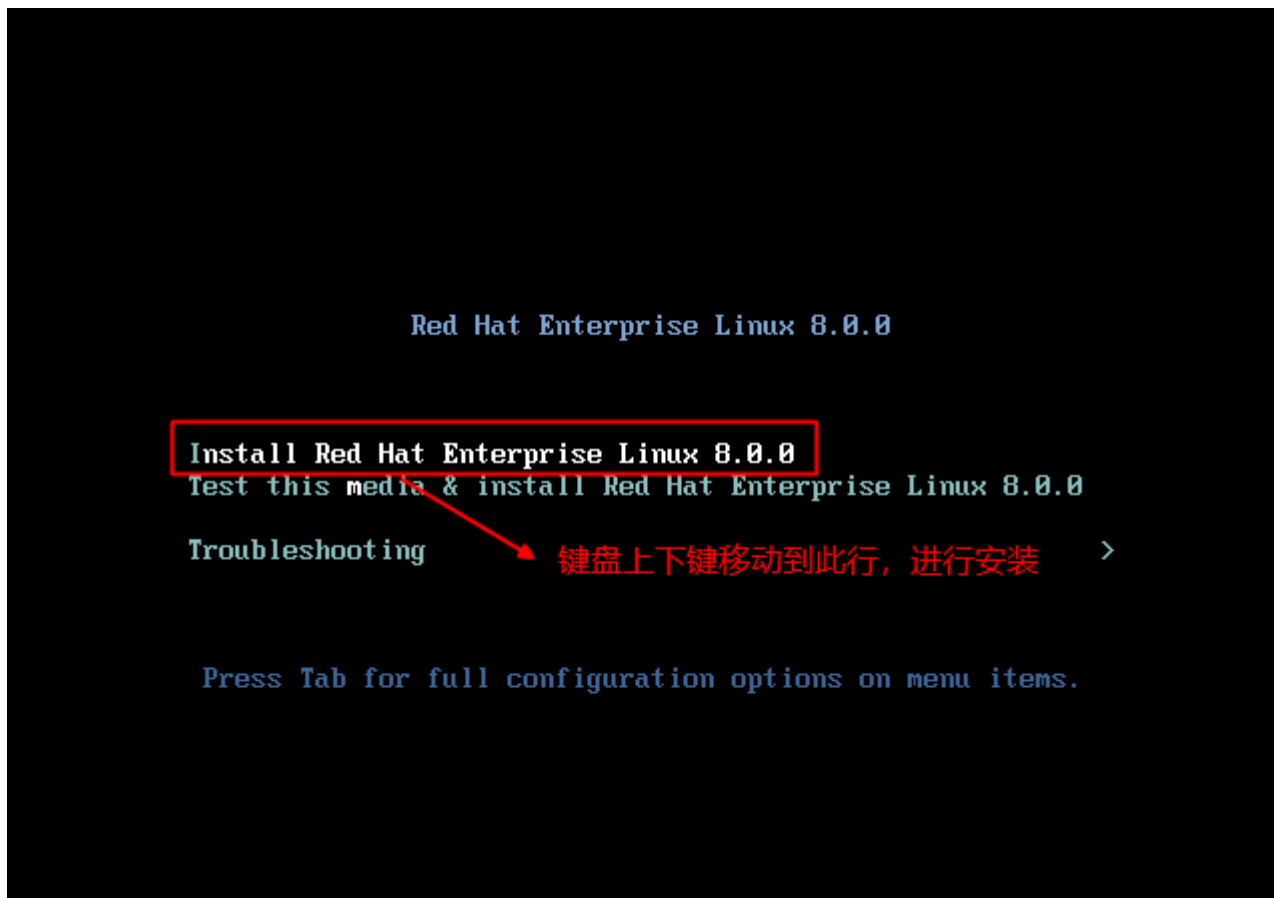 Red Hat Enterprise Linux 8.0.0
Install Red Hat Enterprise Linux 8.0.0
Test this media & install Red Hat Enterprise Linux 8.0.0
Troubleshooting >
键盘上下键移动到此行，进行安装
Press Tab for full configuration options on menu items.